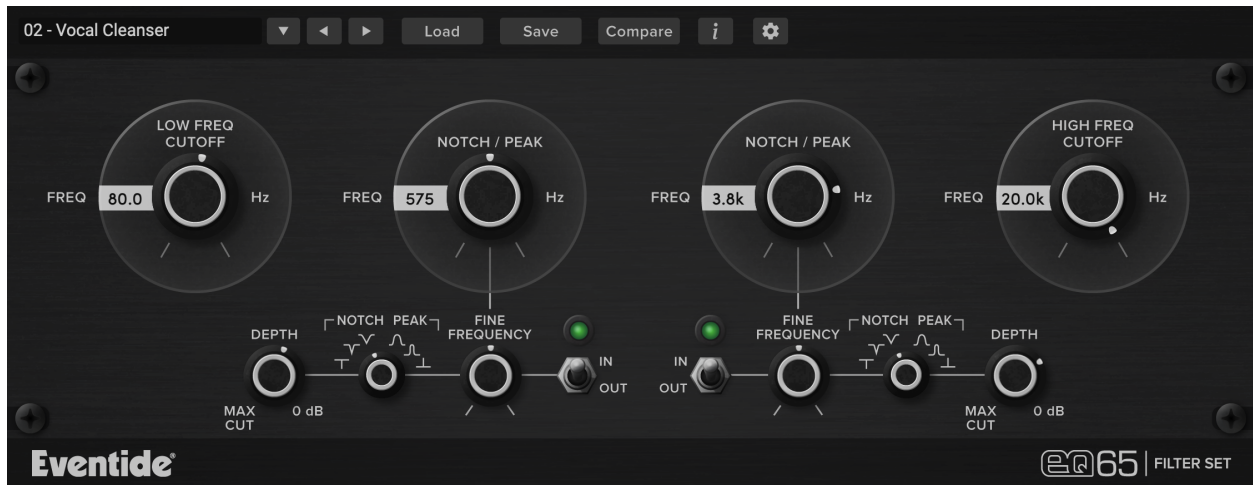 02 - Vocal Cleanser
Load
Save
Compare
i
LOW FREQ
CUTOFF
FREQ 80.0 Hz
NOTCH / PEAK
FREQ 575 Hz
NOTCH / PEAK
FREQ 3.8k Hz
HIGH FREQ
CUTOFF
FREQ 20.0k Hz
DEPTH
MAX
CUT
0 dB
NOTCH PEAK
FINE
FREQUENCY
IN
OUT
IN
OUT
FINE
FREQUENCY
NOTCH PEAK
DEPTH
MAX
CUT
0 dB
Eventide®
EQ65 FILTER SET